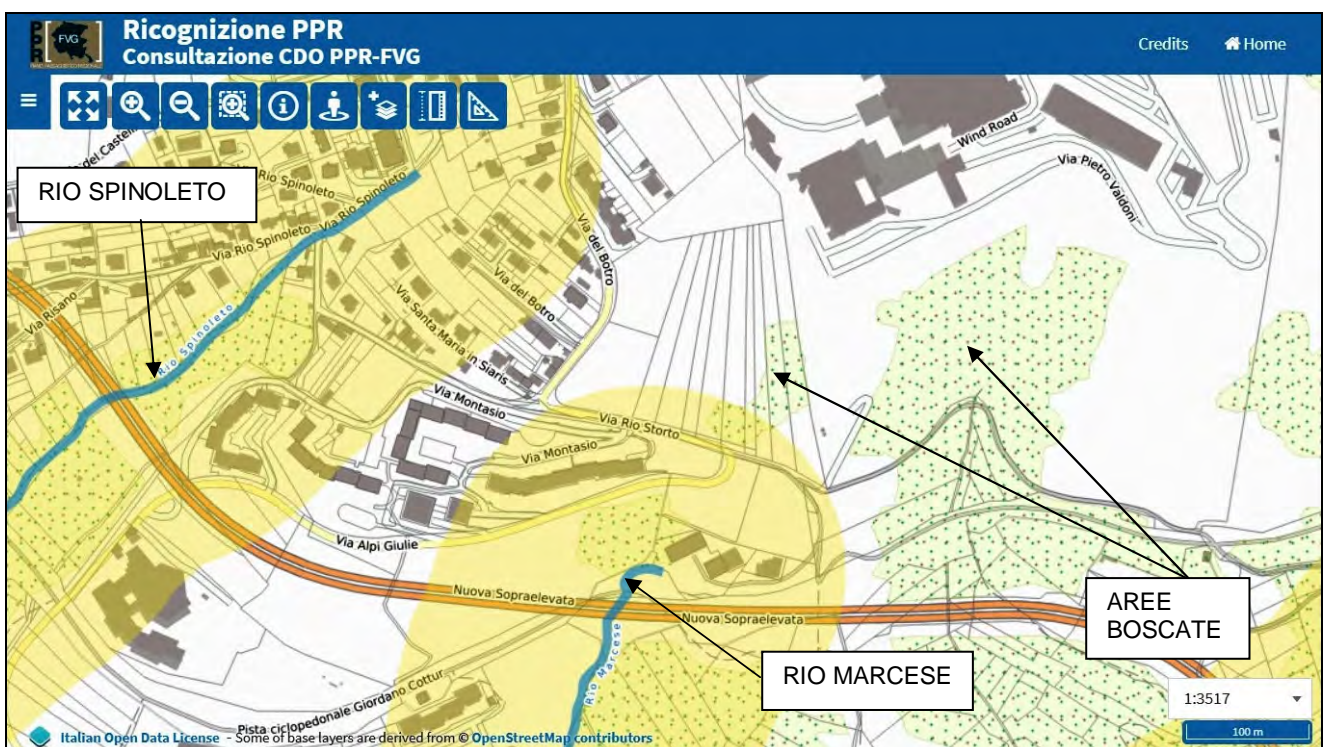 PPR
FVG
Ricognizione PPR
Consultazione CDO PPR-FVG
Credits
Home
del Castel
RIO SPINOLETO
Rio Spinoleto
Via Rio Spinoleto
Via Rio Spinoleto
Via Risano
Rio Spinoleto
Via del Botro
Via del Botro
Via Santa Maria in Siaris
Via Montasio
Via Montasio
Via Rio Storto
Via Alpi Giulie
Wind Road
Via Pietro Valdoni
Nuova Sopraelevata
Nuova Sopraelevata
Rio Marcese
RIO MARCESE
AREE
BOSCATE
Pista ciclopedonale Giordano Cottur
1:3517
100 m
Italian Open Data License - Some of base layers are derived from © OpenStreetMap contributors